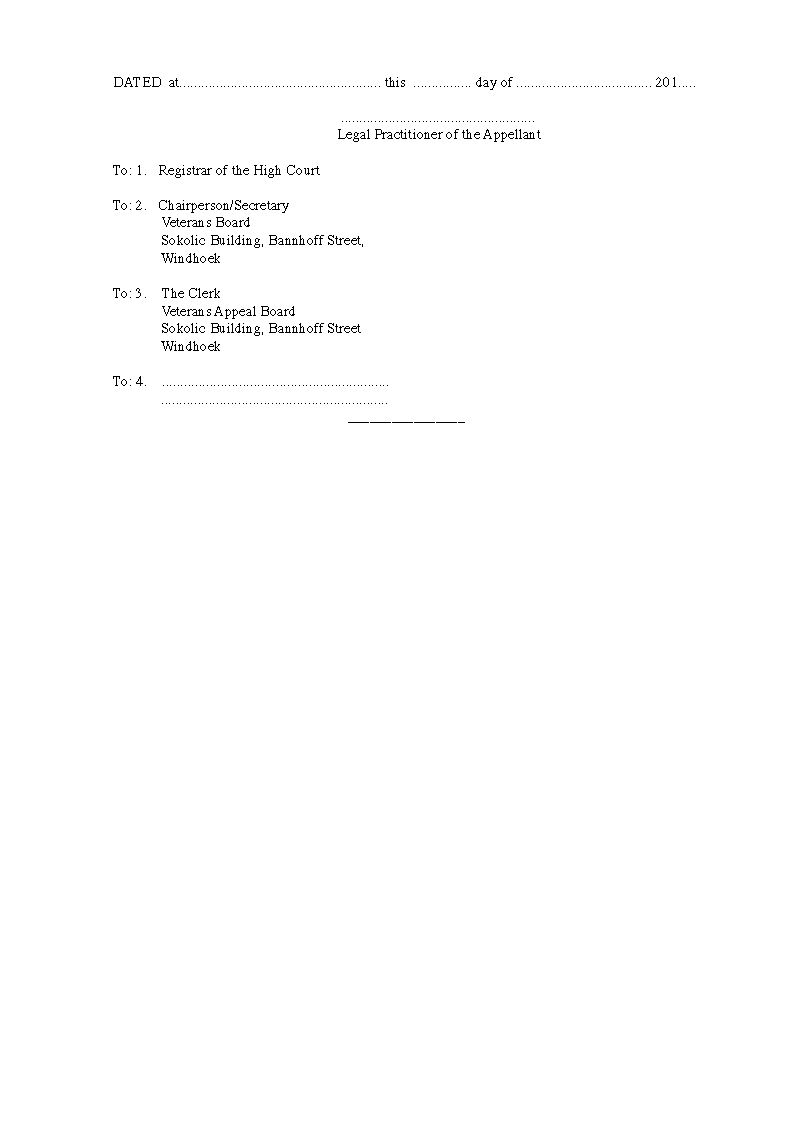 DATED at........................................................ this ................ day of ..................................... 201.....
.....................................................
Legal Practitioner of the Appellant
To: 1. Registrar of the High Court
To: 2. Chairperson/Secretary
Veterans Board
Sokolic Building, Bannhoff Street,
Windhoek
To: 3. The Clerk
Veterans Appeal Board
Sokolic Building, Bannhoff Street
Windhoek
To: 4. ..............................................................
..............................................................
________________